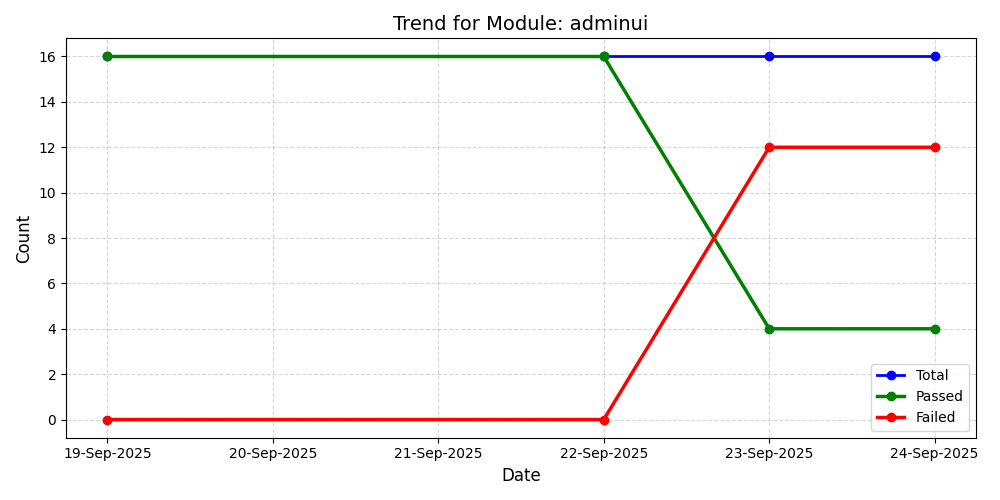 Trend for Module: adminui
Count
16
14
12
10
8
6
4
2
0
Total
Passed
Failed
19-Sep-2025 20-Sep-2025 21-Sep-2025 22-Sep-2025 23-Sep-2025 24-Sep-2025
Date